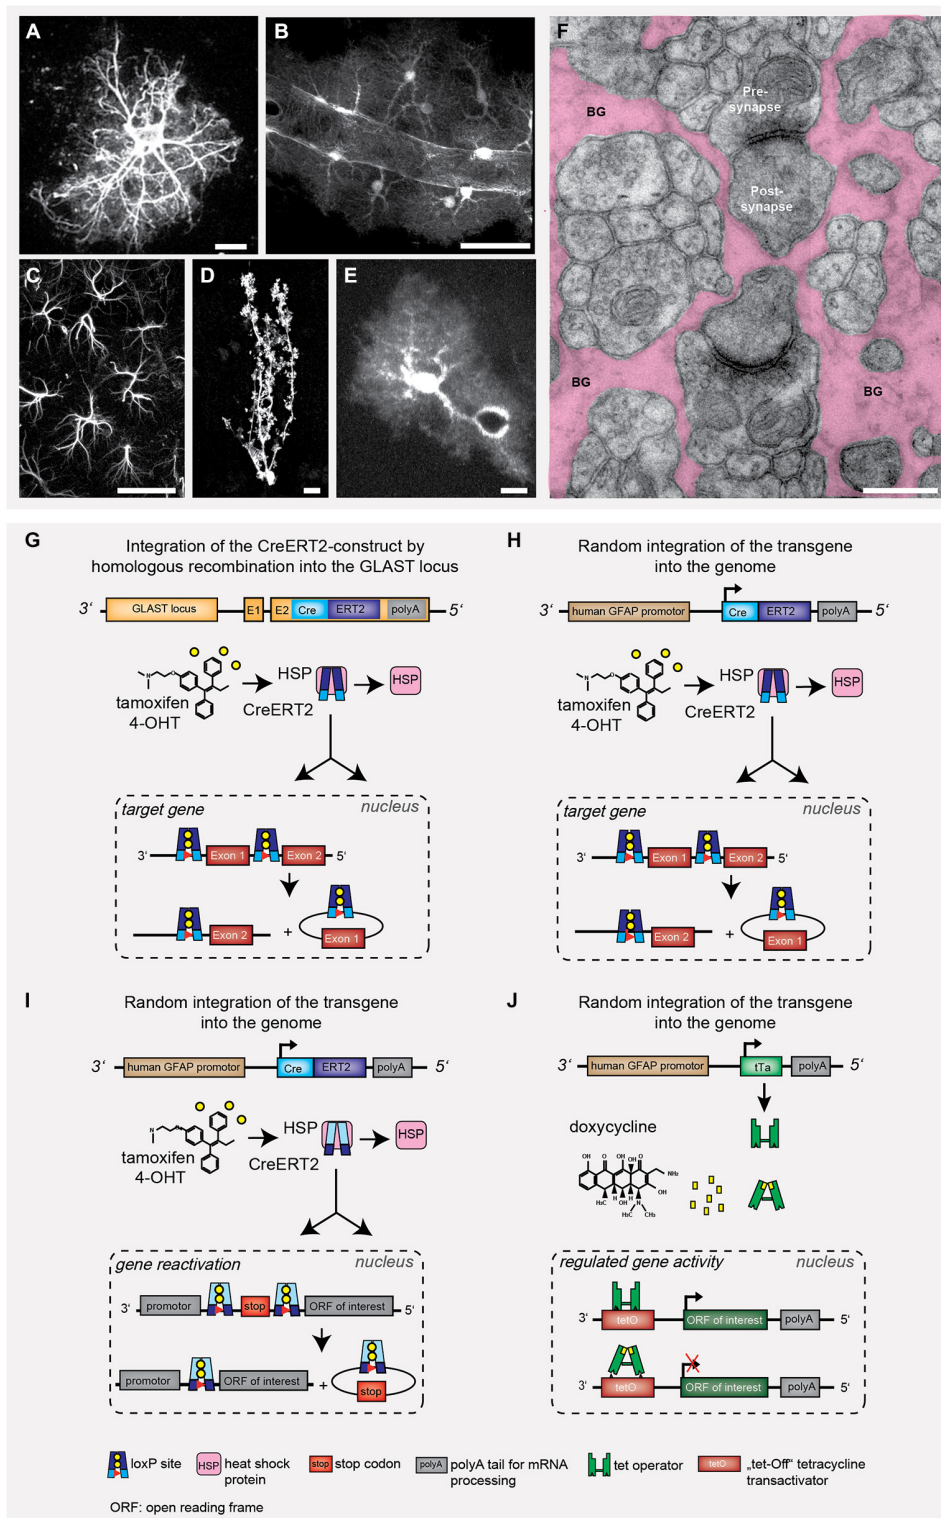 A
B
F
Pre-
synapse
BG
Post-
synapse
C
D
E
BG
BG
G
Integration of the CreERT2-construct by
homologous recombination into the GLAST locus
3‘
GLAST locus
E1
E2
Cre
ERT2
polyA
5‘
HSP
HSP
tamoxifen
4-OHT
CreERT2
target gene
nucleus
3‘
Exon 1
Exon 2
5‘
Exon 2
+
Exon 1
H
Random integration of the transgene
into the genome
3‘
human GFAP promotor
Cre
ERT2
polyA
5‘
N
O
HSP
HSP
tamoxifen
4-OHT
CreERT2
target gene
nucleus
3‘
Exon 1
Exon 2
5‘
Exon 2
+
Exon 1
I
Random integration of the transgene
into the genome
3‘
human GFAP promotor
Cre
ERT2
polyA
5‘
N
HSP
HSP
tamoxifen
4-OHT
CreERT2
gene reactivation
nucleus
3‘
promotor
stop
ORF of interest
5‘
promotor
ORF of interest
+
stop
J
Random integration of the transgene
into the genome
3‘
human GFAP promotor
tTa
polyA
5‘
doxycycline
OH
O
OH
OH
O
NH₂
OH
H₃C
OH
H
H
N
H₃C
CH₃
regulated gene activity
nucleus
3‘
tetO
ORF of interest
polyA
5‘
3‘
tetO
ORF of interest
polyA
5‘
loxP site
HSP
heat shock
protein
stop
stop codon
polyA
polyA tail for mRNA
processing
tet operator
tetO
„tet-Off“ tetracycline
transactivator
ORF: open reading frame